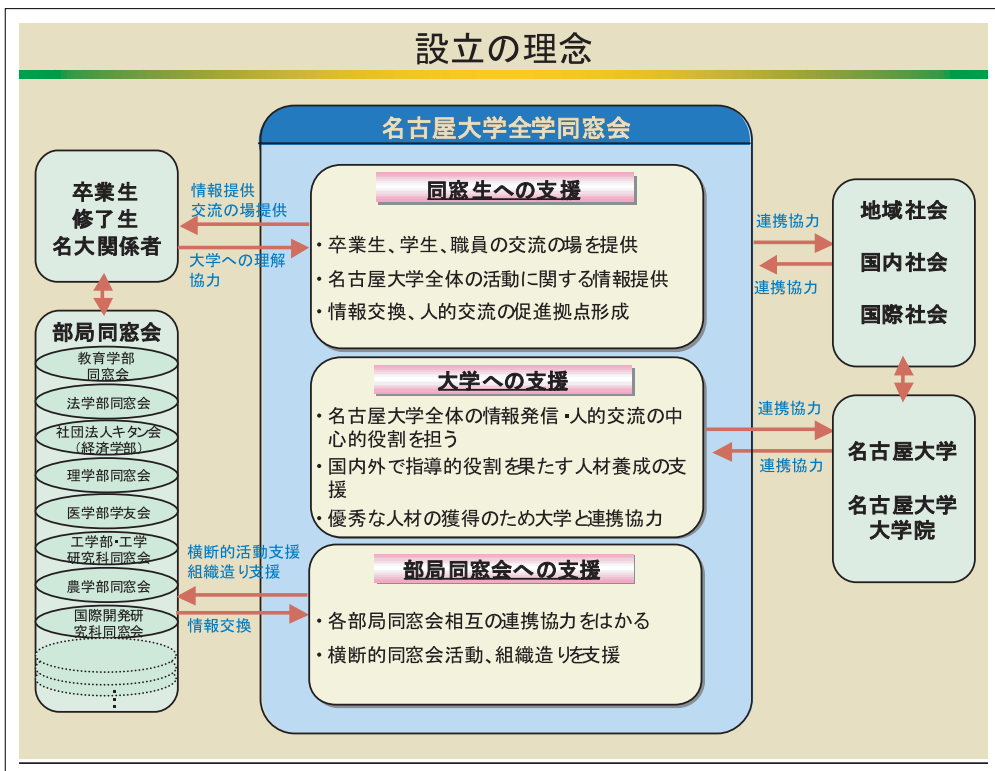 設立の理念
名古屋大学全学同窓会
卒業生
修了生
名大関係者
情報提供
交流の場提供
大学への理解
協力
同窓生への支援
・卒業生、学生、職員の交流の場を提供
・名古屋大学全体の活動に関する情報提供
・情報交換、人的交流の促進拠点形成
連携協力
連携協力
地域社会
国内社会
国際社会
部局同窓会
教育学部
同窓会
法学部同窓会
社団法人キタン会
(経済学部)
理学部同窓会
医学部学友会
工学部・工学
研究科同窓会
農学部同窓会
国際開発研
究科同窓会
⋮
大学への支援
・名古屋大学全体の情報発信・人的交流の中
心的役割を担う
・国内外で指導的役割を果たす人材養成の支
援
・優秀な人材の獲得のため大学と連携協力
連携協力
連携協力
名古屋大学
名古屋大学
大学院
横断的活動支援
組織造り支援
情報交換
部局同窓会への支援
・各部局同窓会相互の連携協力をはかる
・横断的同窓会活動、組織造りを支援